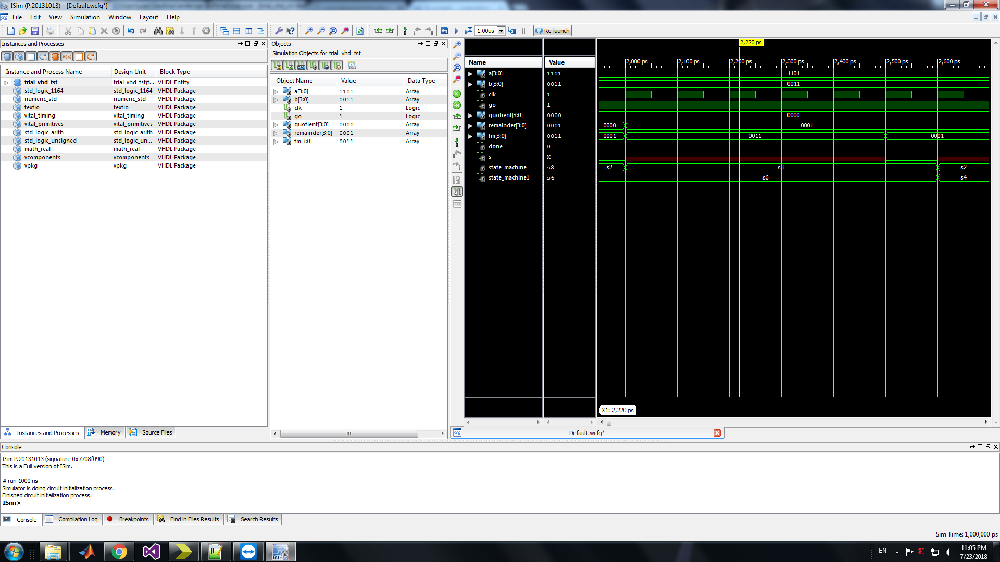 ISim (P.20131013) - [Default.wcfg*]
File Edit View Simulation Window Layout Help
1.00us Re-launch
Instances and Processes
Instance and Process Name Design Unit Block Type
trial_vhd_tst trial_vhd_tst(t... VHDL Entity
std_logic_1164 std_logic_1164 VHDL Package
numeric_std numeric_std VHDL Package
textio textio VHDL Package
vital_timing vital_timing VHDL Package
vital_primitives vital_primitives VHDL Package
std_logic_arith std_logic_arith VHDL Package
std_logic_unsigned std_logic_un... VHDL Package
math_real math_real VHDL Package
vcomponents vcomponents VHDL Package
vpkg vpkg VHDL Package
Instances and Processes Memory Source Files
Objects
Simulation Objects for trial_vhd_tst
Object Name Value Data Type
a[3:0] 1101 Array
b[3:0] 0011 Array
clk 1 Logic
go 1 Logic
quotient[3:0] 0000 Array
remainder[3:0] 0001 Array
fm[3:0] 0011 Array
2,220 ps
Name Value 2,000 ps 2,100 ps 2,200 ps 2,300 ps 2,400 ps 2,500 ps 2,600 ps
a[3:0] 1101 1101
b[3:0] 0011 0011
clk 1
go 1
quotient[3:0] 0000 0000
remainder[3:0] 0001 0000 0001
fm[3:0] 0011 0001 0011 0001
done 0
s X
state_machine s3 s2 s3 s2
state_machine1 s6 s6 s4
X1: 2,220 ps
Default.wcfg*
Console
ISim P.20131013 (signature 0x7708f090)
This is a Full version of ISim.
# run 1000 ns
Simulator is doing circuit initialization process.
Finished circuit initialization process.
ISim>
Console Compilation Log Breakpoints Find in Files Results Search Results
Sim Time: 1,000,000 ps
EN 11:05 PM
7/23/2018